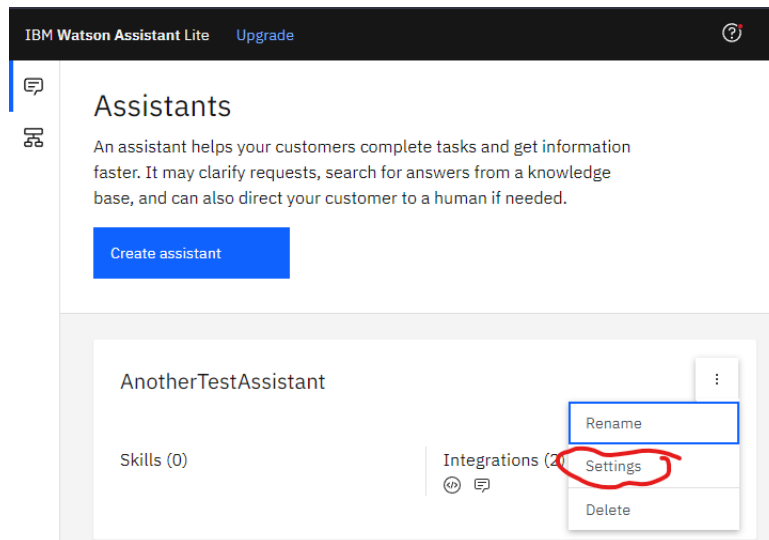 IBM Watson Assistant Lite Upgrade
Assistants
An assistant helps your customers complete tasks and get information
faster. It may clarify requests, search for answers from a knowledge
base, and can also direct your customer to a human if needed.
Create assistant
AnotherTestAssistant
Rename
Skills (0)
Integrations (2)
Settings
Delete